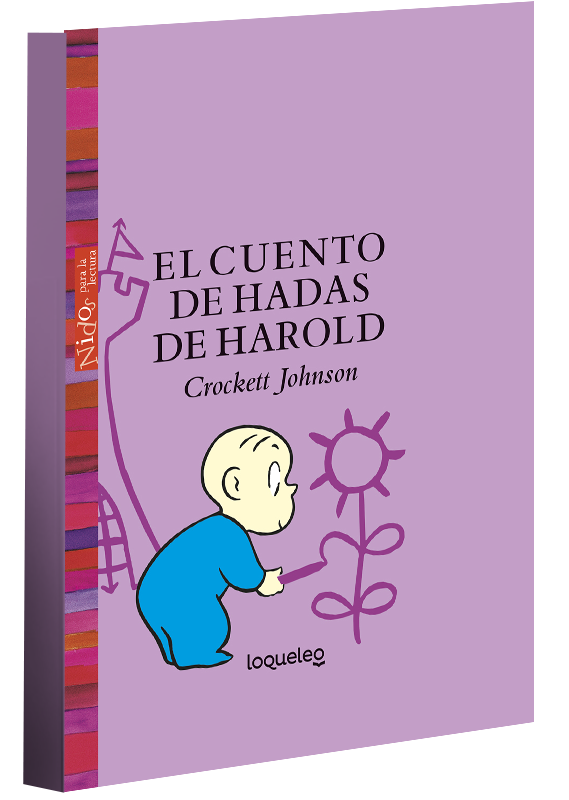 Nidos para la
lectura
EL CUENTO
DE HADAS
DE HAROLD
Crockett Johnson
loqueleo